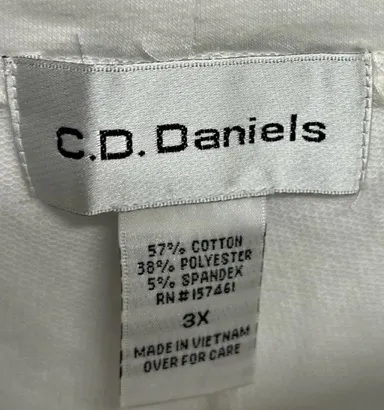 C.D. Daniels
57% COTTON
38% POLYESTER
5% SPANDEX
RN#157461
3X
MADE IN VIETNAM
OVER FOR CARE